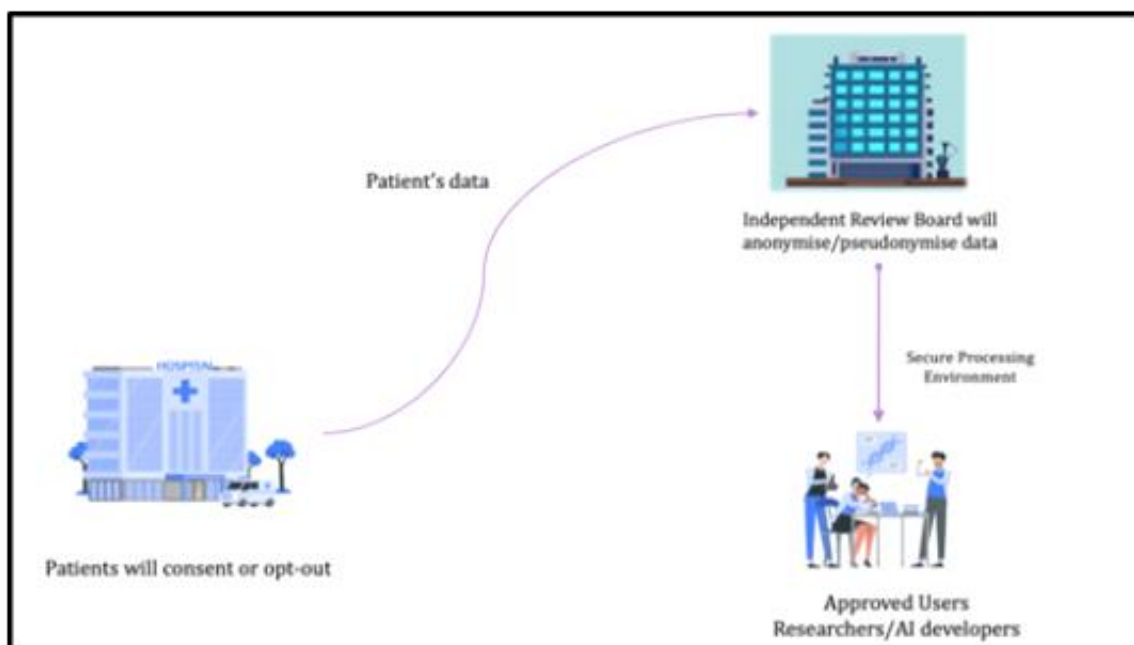 Patient's data
Independent Review Board will
anonymise/pseudonymise data
Secure Processing
Environment
HOSPITAL
Patients will consent or opt-out
Approved Users
Researchers/AI developers